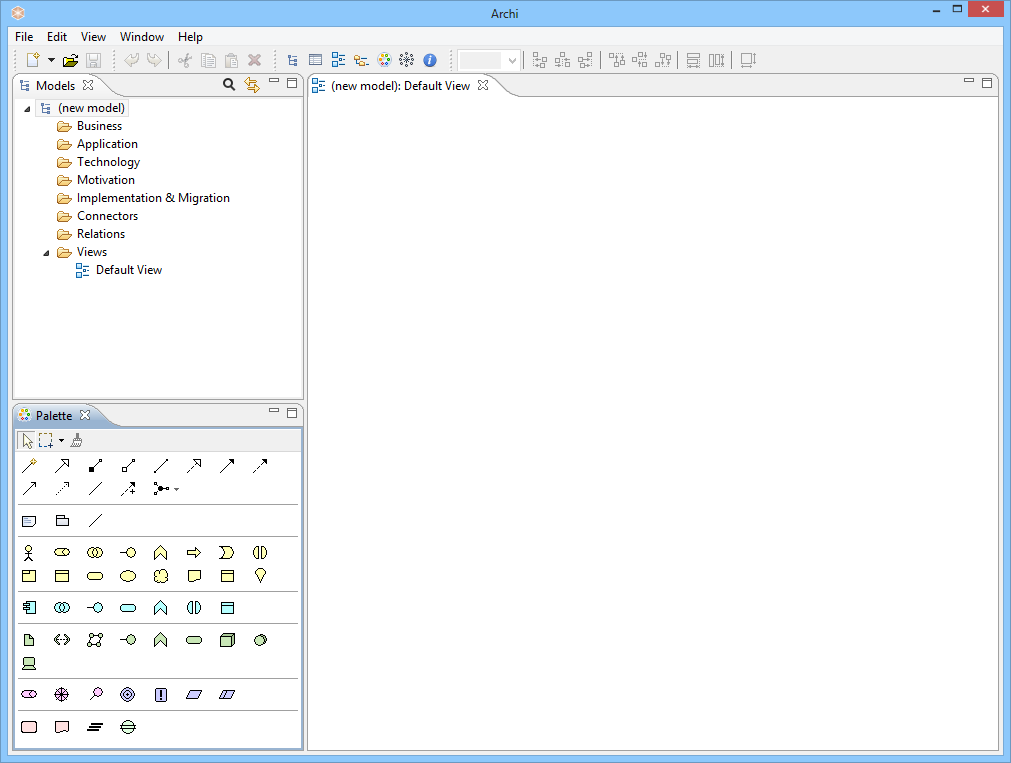 Archi
File Edit View Window Help
Models
(new model): Default View
(new model)
Business
Application
Technology
Motivation
Implementation & Migration
Connectors
Relations
Views
Default View
Palette